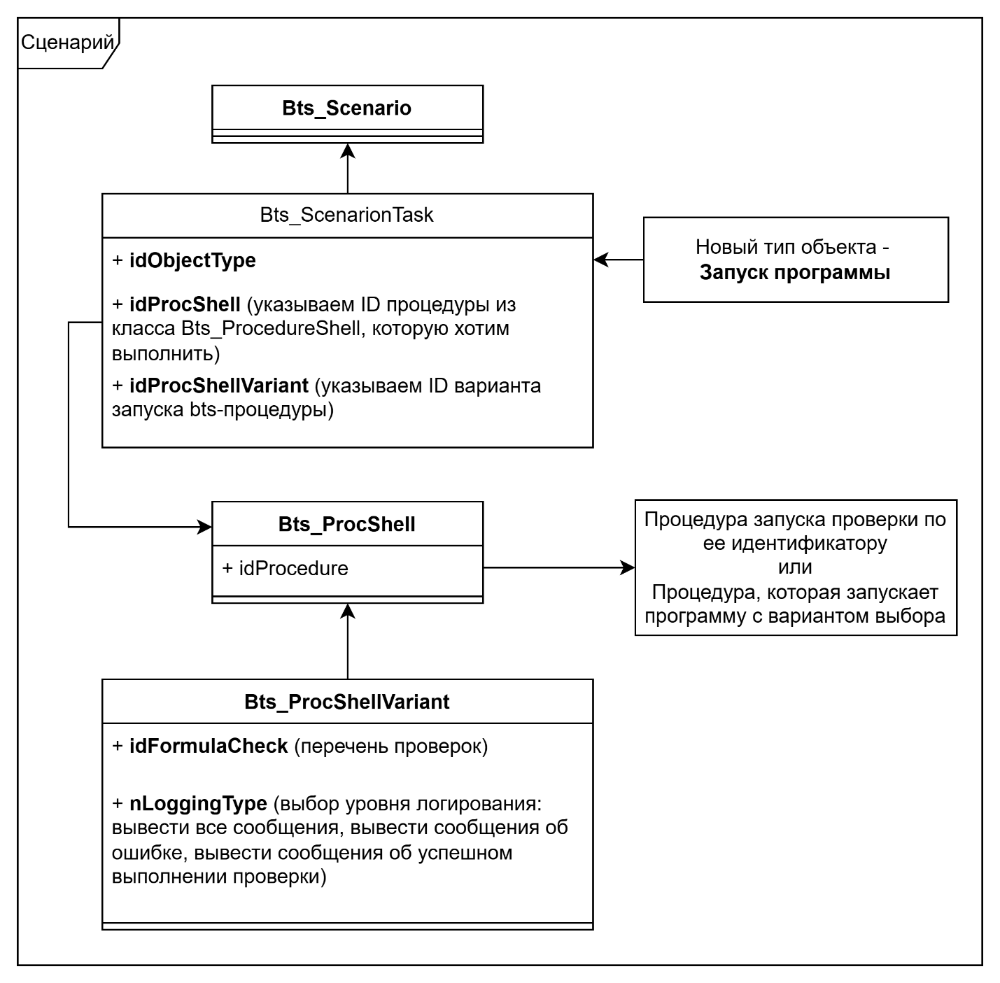 Сценарий
Bts_Scenario
Bts_ScenarionTask
+ idObjectType
+ idProcShell (указываем ID процедуры из
класса Bts_ProcedureShell, которую хотим
выполнить)
+ idProcShellVariant (указываем ID варианта
запуска bts-процедуры)
Новый тип объекта -
Запуск программы
Bts_ProcShell
+ idProcedure
Процедура запуска проверки по
ее идентификатору
или
Процедура, которая запускает
программу с вариантом выбора
Bts_ProcShellVariant
+ idFormulaCheck (перечень проверок)
+ nLoggingType (выбор уровня логирования:
вывести все сообщения, вывести сообщения об
ошибке, вывести сообщения об успешном
выполнении проверки)